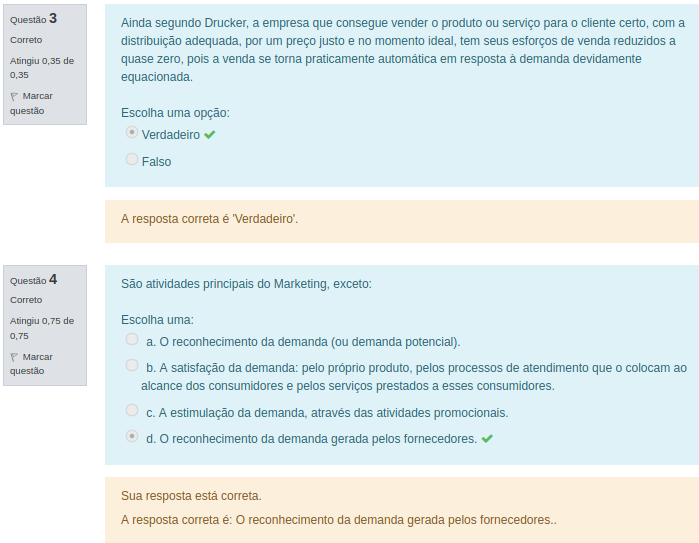 Questão 3
Correto
Atingiu 0,35 de
0,35
Marcar
questão
Ainda segundo Drucker, a empresa que consegue vender o produto ou serviço para o cliente certo, com a
distribuição adequada, por um preço justo e no momento ideal, tem seus esforços de venda reduzidos a
quase zero, pois a venda se torna praticamente automática em resposta à demanda devidamente
equacionada.
Escolha uma opção:
Verdadeiro
Falso
A resposta correta é 'Verdadeiro'.
Questão 4
Correto
Atingiu 0,75 de
0,75
Marcar
questão
São atividades principais do Marketing, exceto:
Escolha uma:
a. O reconhecimento da demanda (ou demanda potencial).
b. A satisfação da demanda: pelo próprio produto, pelos processos de atendimento que o colocam ao
alcance dos consumidores e pelos serviços prestados a esses consumidores.
c. A estimulação da demanda, através das atividades promocionais.
d. O reconhecimento da demanda gerada pelos fornecedores.
Sua resposta está correta.
A resposta correta é: O reconhecimento da demanda gerada pelos fornecedores..